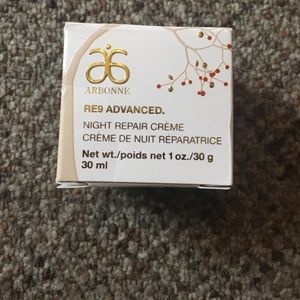 ARBONNE
RE9 ADVANCED.
NIGHT REPAIR CRÈME
CRÈME DE NUIT RÉPARATRICE
Net wt./poids net 1 oz./30 g
30 ml